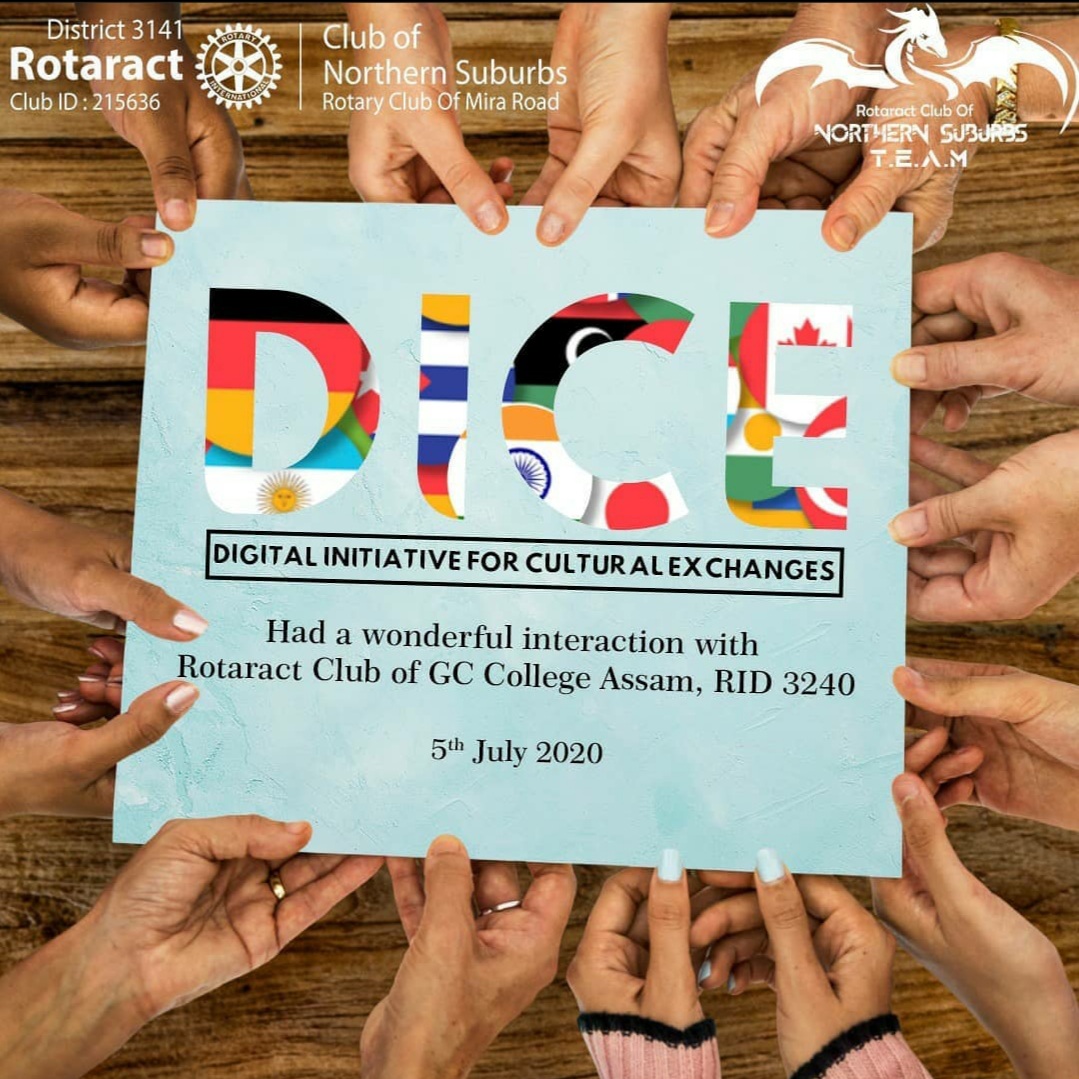 District 3141
Rotaract
Club ID : 215636
ROTARY
INTERNATIONAL
Club of
Northern Suburbs
Rotary Club Of Mira Road
Rotaract Club Of
NORTHERN SUBURBS
T.E.A.M
DICE
DIGITAL INITIATIVE FOR CULTURAL EXCHANGES
Had a wonderful interaction with
Rotaract Club of GC College Assam, RID 3240
5th July 2020